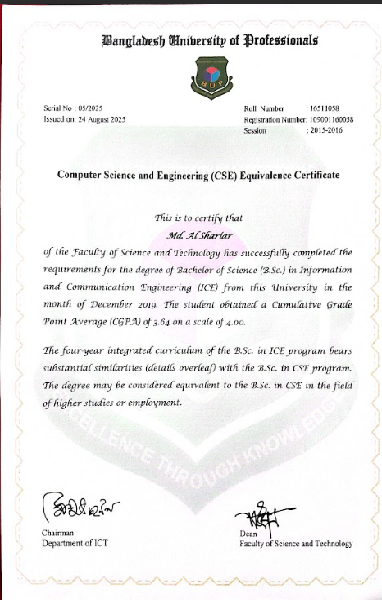 Bangladesh University of Professionals
BUP
Serial No : 05/2025
Issued on: 24 August 2025
Roll Number : 16511058
Registration Number:
Session : 2015-2016
Computer Science and Engineering (CSE) Equivalence Certificate
This is to certify that
Md. Al Shariar
of the Faculty of Science and Technology has successfully completed the
requirements for the degree of Bachelor of Science (B.Sc.) in Information
and Communication Engineering (ICE) from this University in the
month of December 2019. The student obtained a Cumulative Grade
Point Average (CGPA) of 3.64 on a scale of 4.00.
The four-year integrated curriculum of the B.Sc. in ICE program bears
substantial similarities (details overleaf) with the B.Sc. in CSE program.
The degree may be considered equivalent to the B.Sc. in CSE in the field
of higher studies or employment.
EXCELLENCE THROUGH KNOWLEDGE
Chairman
Department of ICT
Dean
Faculty of Science and Technology